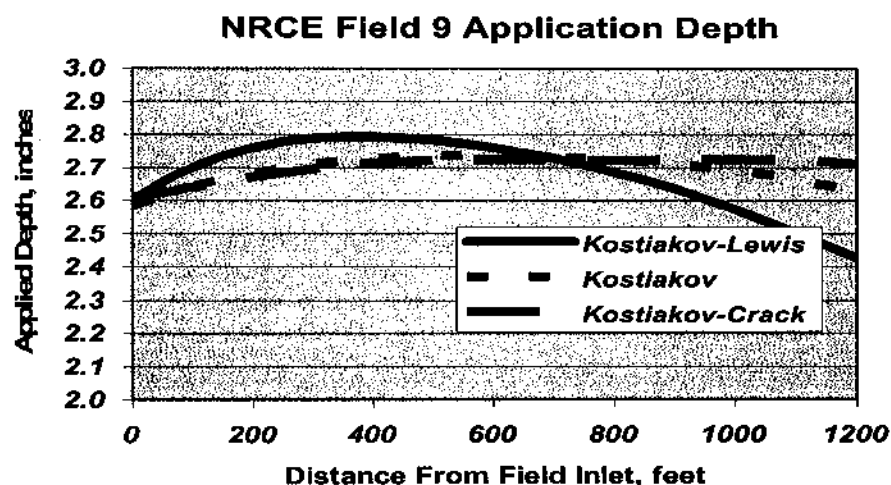 NRCE Field 9 Application Depth
Applied Depth, inches
3.0
2.9
2.8
2.7
2.6
2.5
2.4
2.3
2.2
2.1
2.0
Kostiakov-Lewis
Kostiakov
Kostiakov-Crack
0 200 400 600 800 1000 1200
Distance From Field Inlet, feet